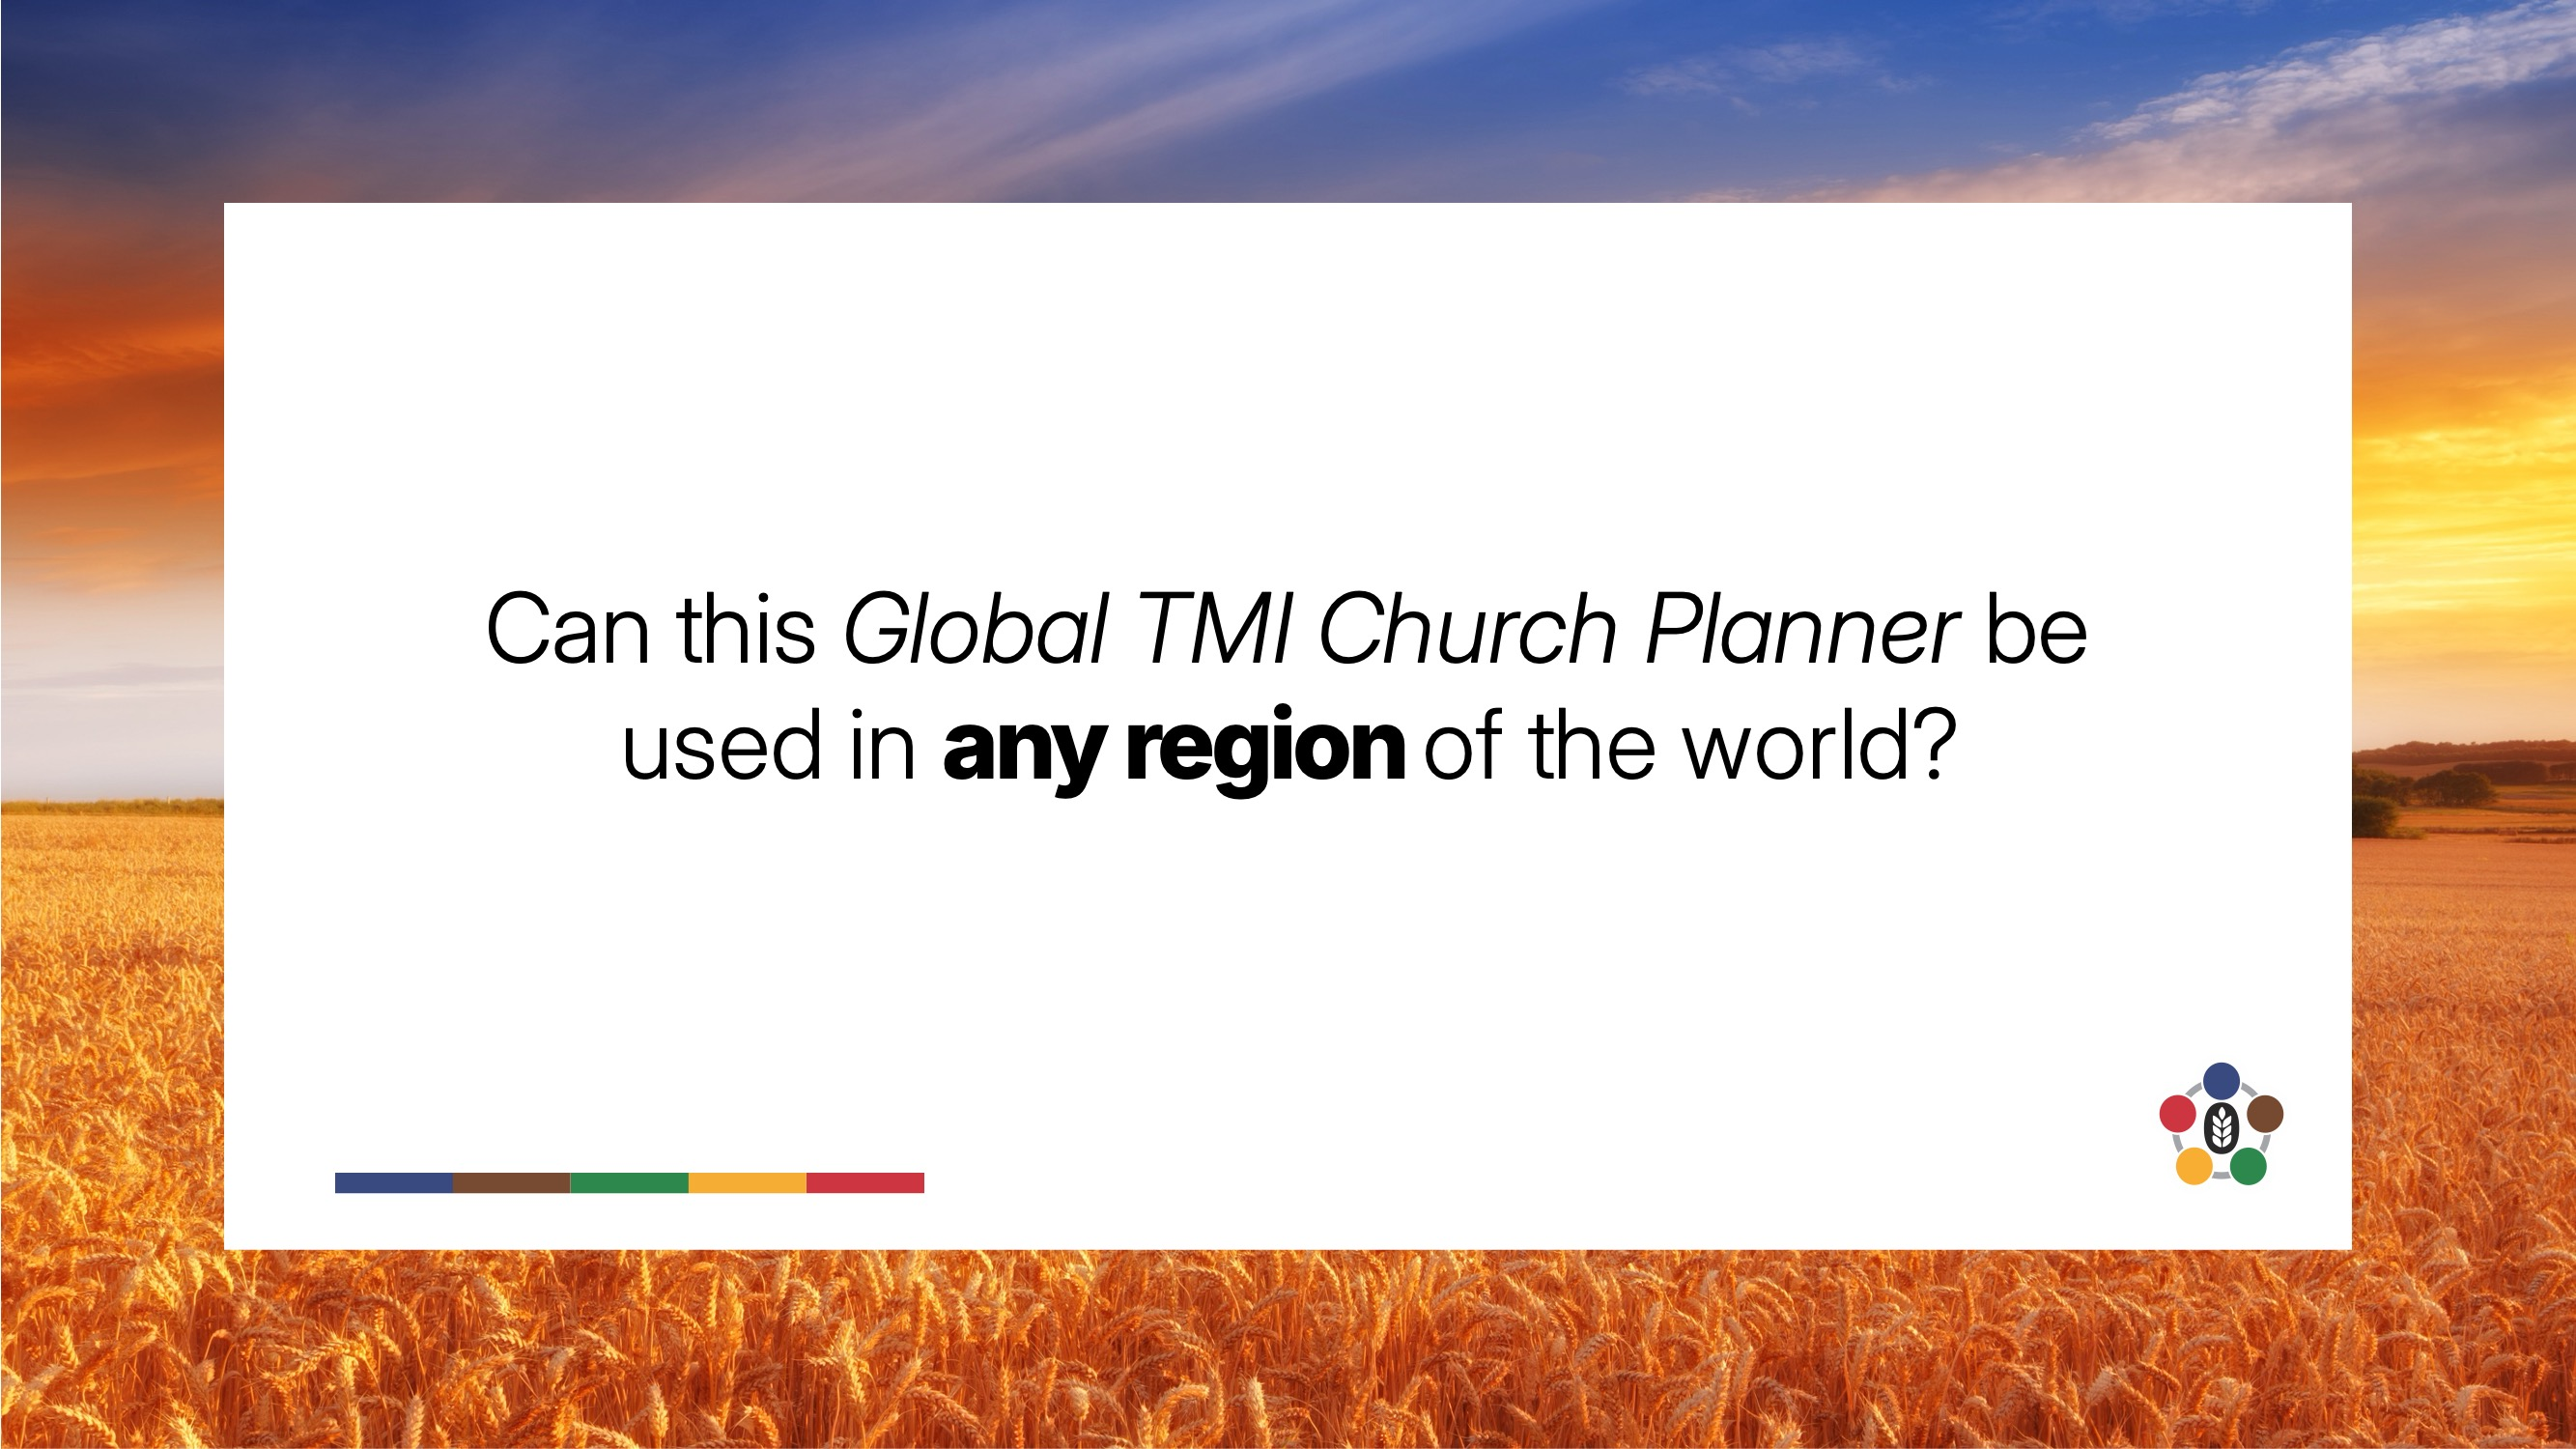 Can this Global TMI Church Planner be
used in any region of the world?